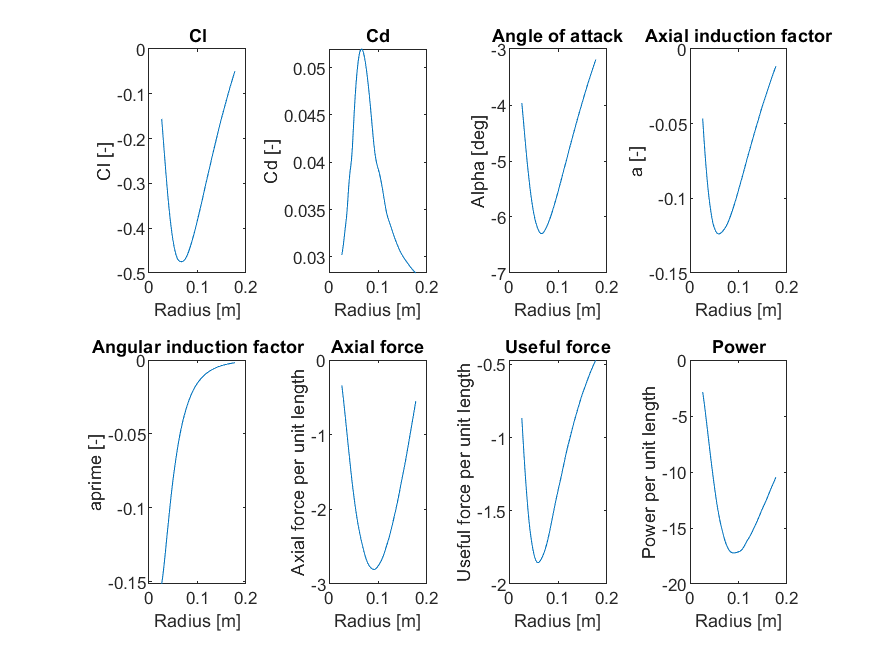 Cl
Cl [-]
0
-0.1
-0.2
-0.3
-0.4
-0.5
0 0.1 0.2
Radius [m]
Cd
Cd [-]
0.05
0.045
0.04
0.035
0.03
0 0.1 0.2
Radius [m]
Angle of attack
Alpha [deg]
-3
-4
-5
-6
-7
0 0.1 0.2
Radius [m]
Axial induction factor
a [-]
0
-0.05
-0.1
-0.15
0 0.1 0.2
Radius [m]
Angular induction factor
aprime [-]
0
-0.05
-0.1
-0.15
0 0.1 0.2
Radius [m]
Axial force
Axial force per unit length
0
-1
-2
-3
0 0.1 0.2
Radius [m]
Useful force
Useful force per unit length
-0.5
-1
-1.5
-2
0 0.1 0.2
Radius [m]
Power
Power per unit length
0
-5
-10
-15
-20
0 0.1 0.2
Radius [m]